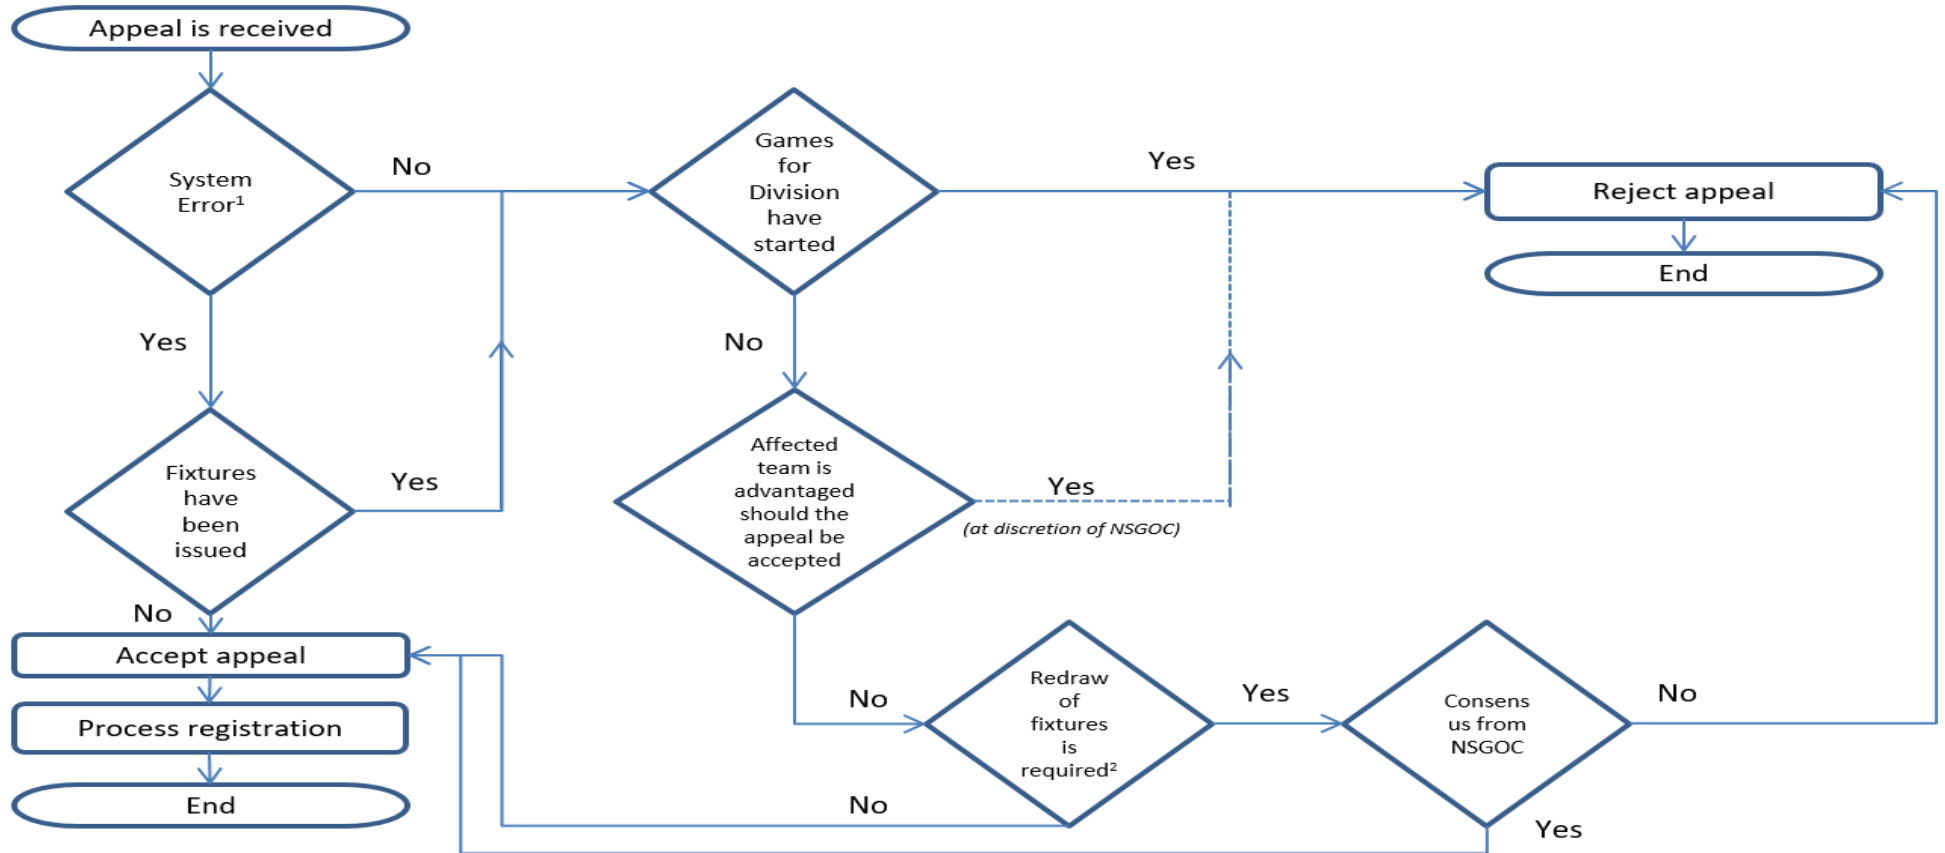 Appeal is received
System
Error¹
No
Yes
Fixtures
have
been
issued
Yes
No
Accept appeal
Process registration
End
Games
for
Division
have
started
Yes
No
Affected
team is
advantaged
should the
appeal be
accepted
Yes
(at discretion of NSGOC)
No
Redraw
of
fixtures
is
required²
Yes
No
Consens
us from
NSGOC
No
Yes
Reject appeal
End